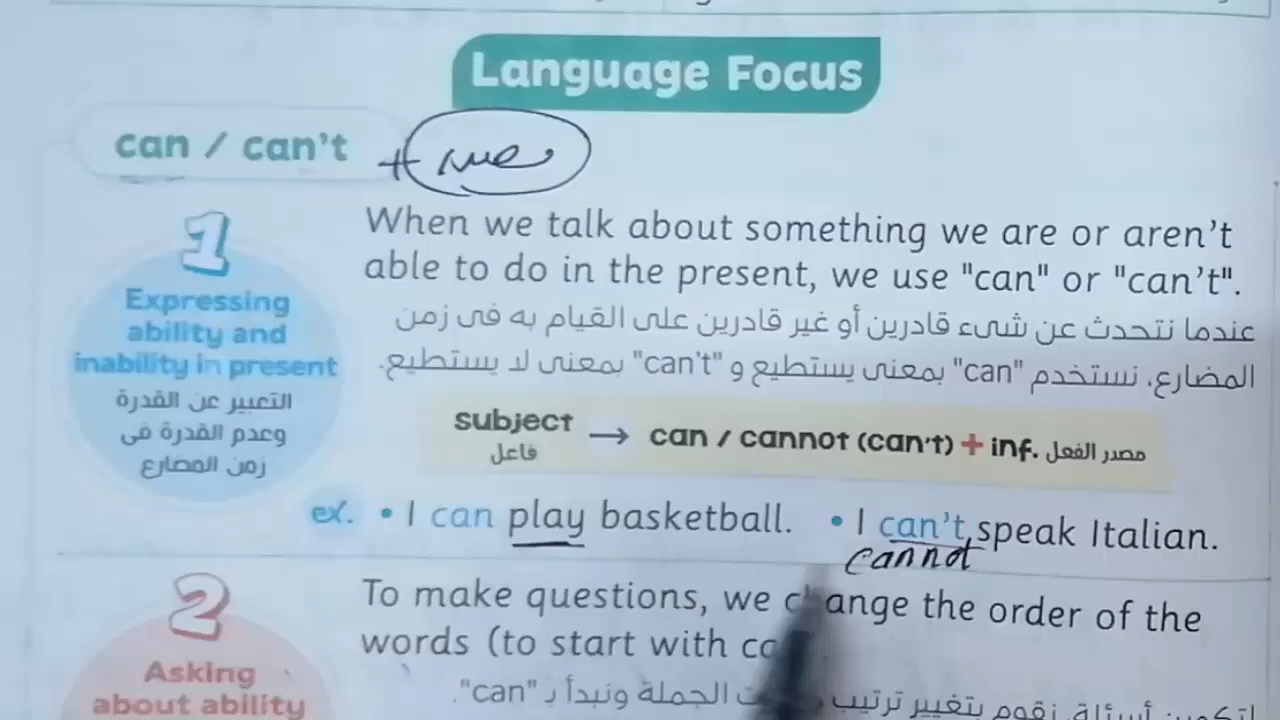 Language Focus
can / can't + مصدر
1
Expressing
ability and
inability in present
التعبير عن القدرة
وعدم القدرة فى
زمن المضارع
When we talk about something we are or aren't
able to do in the present, we use "can" or "can't".
عندما نتحدث عن شىء قادرين أو غير قادرين على القيام به فى زمن
المضارع، نستخدم "can" بمعنى يستطيع و "can't" بمعنى لا يستطيع.
subject → can / cannot (can't) + inf. مصدر الفعل
فاعل
ex. • I can play basketball. • I can't speak Italian.
cannot
2
Asking
about ability
To make questions, we change the order of the
words (to start with
لتكوين أسئلة، نقوم بتغيير ترتيب الجملة ونبدأ بـ "can".